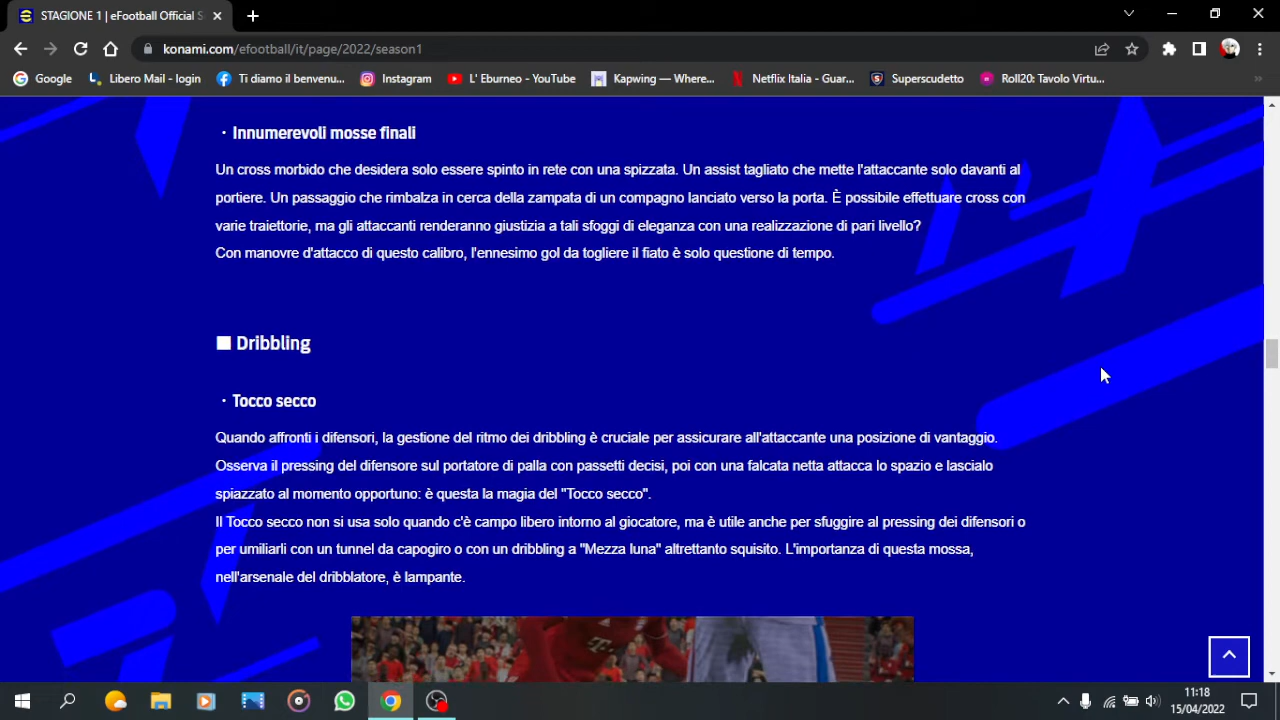 STAGIONE 1 | eFootball Official S
konami.com/efootball/it/page/2022/season1
Google
Libero Mail - login
Ti diamo il benvenu...
Instagram
L' Eburneo - YouTube
Kapwing — Where...
Netflix Italia - Guar...
Superscudetto
Roll20: Tavolo Virtu...
»
・ Innumerevoli mosse finali
Un cross morbido che desidera solo essere spinto in rete con una spizzata. Un assist tagliato che mette l'attaccante solo davanti al
portiere. Un passaggio che rimbalza in cerca della zampata di un compagno lanciato verso la porta. È possibile effettuare cross con
varie traiettorie, ma gli attaccanti renderanno giustizia a tali sfoggi di eleganza con una realizzazione di pari livello?
Con manovre d'attacco di questo calibro, l'ennesimo gol da togliere il fiato è solo questione di tempo.
■ Dribbling
・ Tocco secco
Quando affronti i difensori, la gestione del ritmo dei dribbling è cruciale per assicurare all'attaccante una posizione di vantaggio.
Osserva il pressing del difensore sul portatore di palla con passetti decisi, poi con una falcata netta attacca lo spazio e lascialo
spiazzato al momento opportuno: è questa la magia del "Tocco secco".
Il Tocco secco non si usa solo quando c'è campo libero intorno al giocatore, ma è utile anche per sfuggire al pressing dei difensori o
per umiliarli con un tunnel da capogiro o con un dribbling a "Mezza luna" altrettanto squisito. L'importanza di questa mossa,
nell'arsenale del dribblatore, è lampante.
11:18
15/04/2022